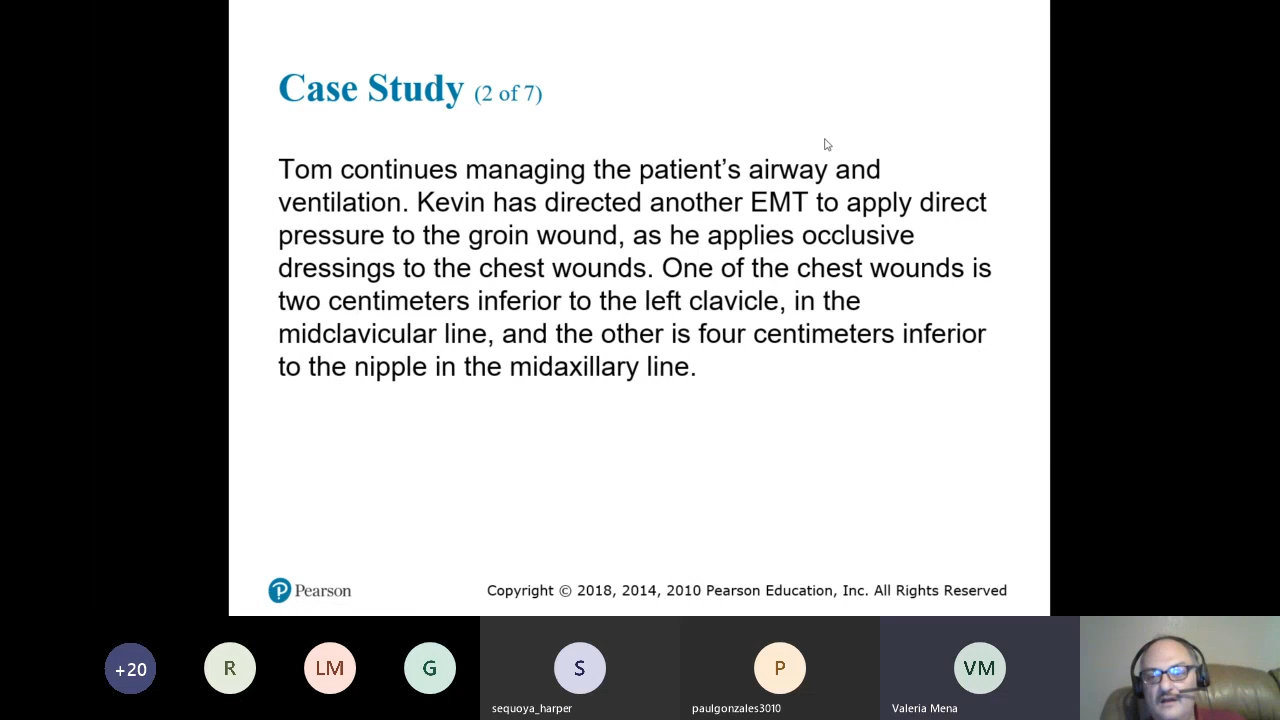 Case Study (2 of 7)
Tom continues managing the patient’s airway and
ventilation. Kevin has directed another EMT to apply direct
pressure to the groin wound, as he applies occlusive
dressings to the chest wounds. One of the chest wounds is
two centimeters inferior to the left clavicle, in the
midclavicular line, and the other is four centimeters inferior
to the nipple in the midaxillary line.
P Pearson
Copyright © 2018, 2014, 2010 Pearson Education, Inc. All Rights Reserved
+20
R
LM
G
S
P
VM
sequoya_harper
paulgonzales3010
Valeria Mena